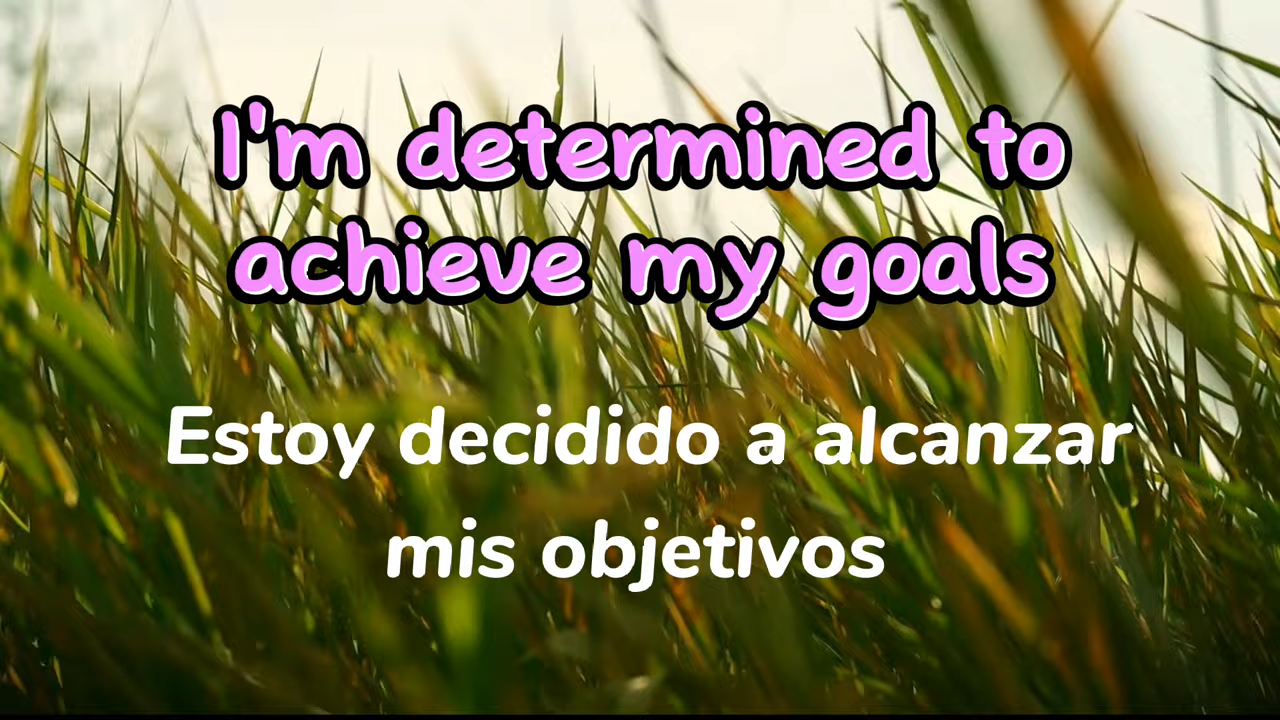 I'm determined to
achieve my goals
Estoy decidido a alcanzar
mis objetivos